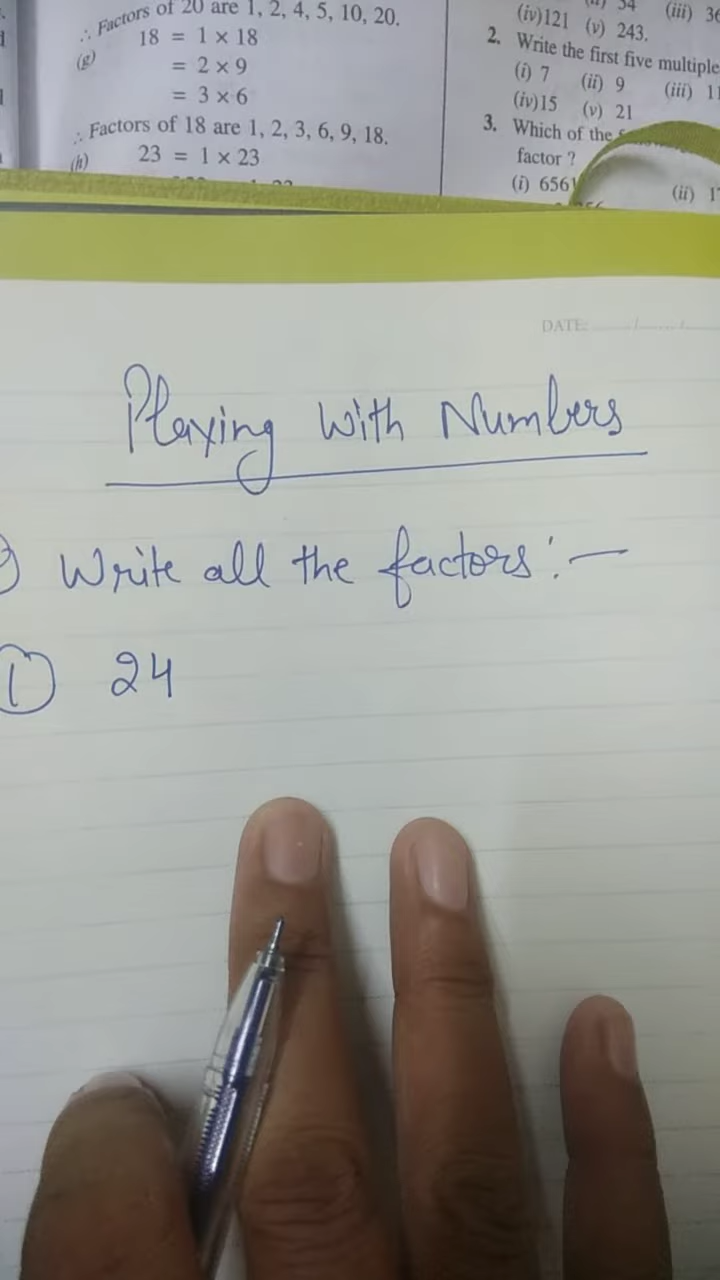 ∴ Factors of 20 are 1, 2, 4, 5, 10, 20.
(g) 18 = 1 × 18
= 2 × 9
= 3 × 6
∴ Factors of 18 are 1, 2, 3, 6, 9, 18.
(h) 23 = 1 × 23
34 (iii) 36
(iv) 121 (v) 243.
2. Write the first five multiple
(i) 7 (ii) 9 (iii) 11
(iv) 15 (v) 21
3. Which of the
factor ?
(i) 6561 (ii) 1
DATE:
Playing With Numbers
Write all the factors :—
① 24